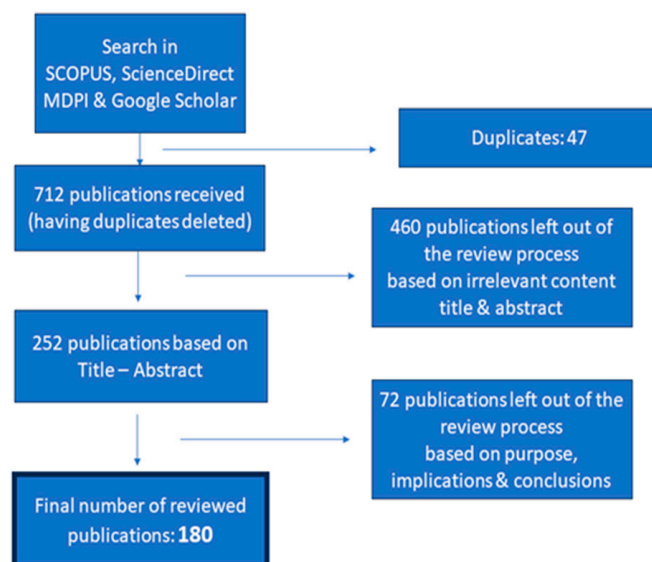 Search in
SCOPUS, ScienceDirect
MDPI & Google Scholar
Duplicates: 47
712 publications received
(having duplicates deleted)
460 publications left out of
the review process
based on irrelevant content
title & abstract
252 publications based on
Title – Abstract
72 publications left out of the
review process
based on purpose,
implications & conclusions
Final number of reviewed
publications: 180